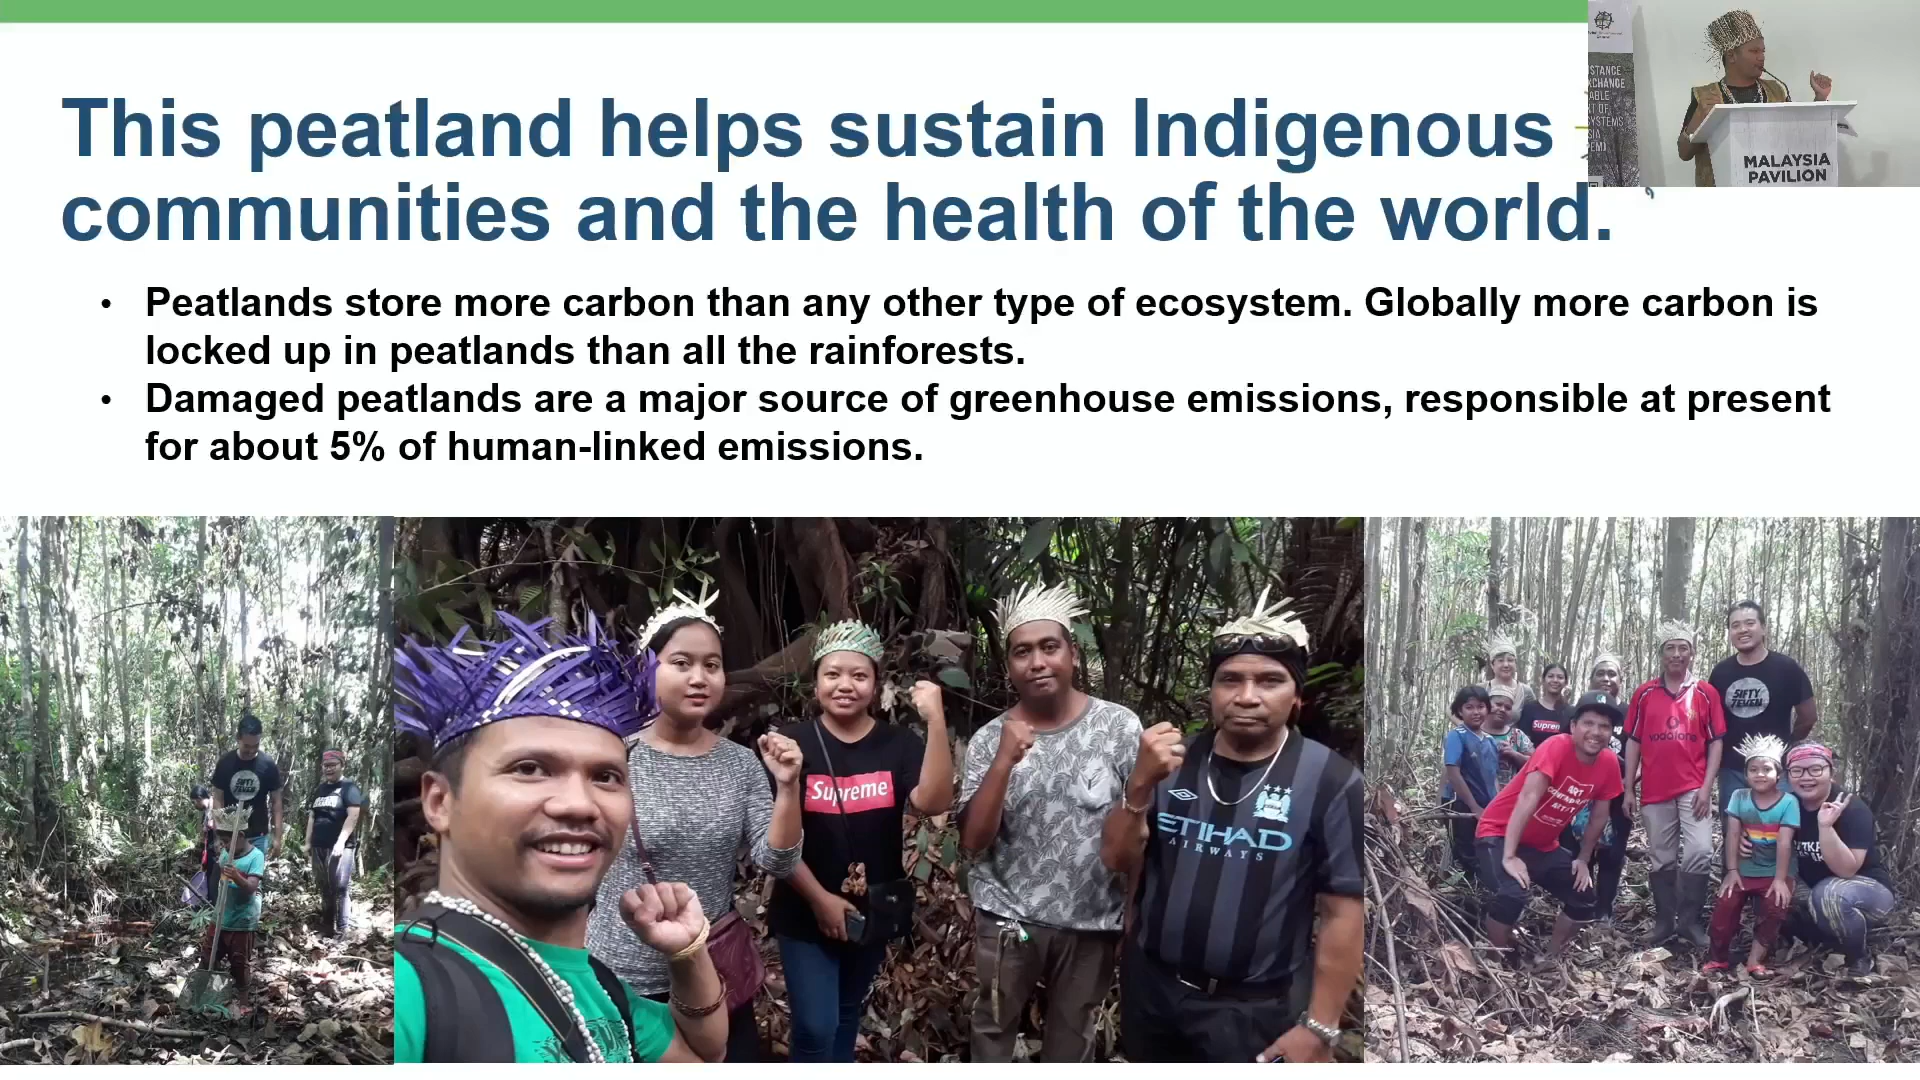 This peatland helps sustain Indigenous
communities and the health of the world.
• Peatlands store more carbon than any other type of ecosystem. Globally more carbon is
locked up in peatlands than all the rainforests.
• Damaged peatlands are a major source of greenhouse emissions, responsible at present
for about 5% of human-linked emissions.
MALAYSIA
PAVILION
Supreme
ETIHAD
AIRWAYS
SIFTY
7EVEN
vodafone